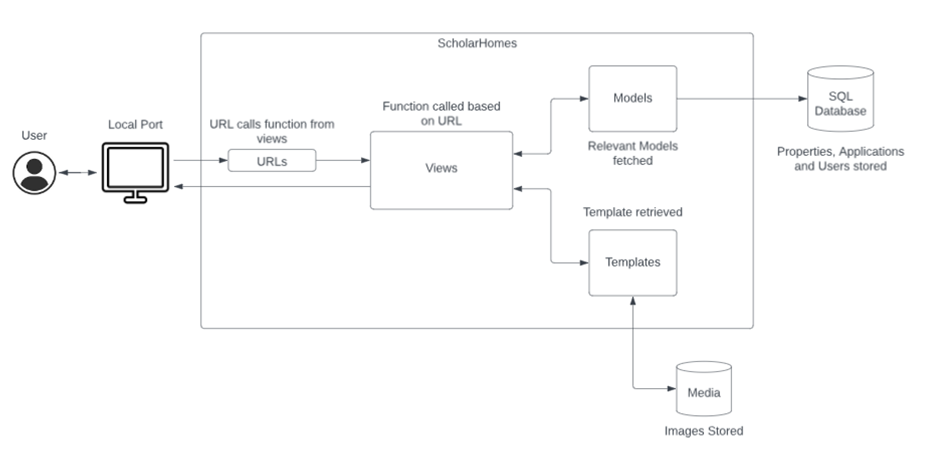 ScholarHomes
User
Local Port
URL calls function from
views
URLs
Function called based
on URL
Views
Models
Relevant Models
fetched
SQL
Database
Properties, Applications
and Users stored
Template retrieved
Templates
Media
Images Stored